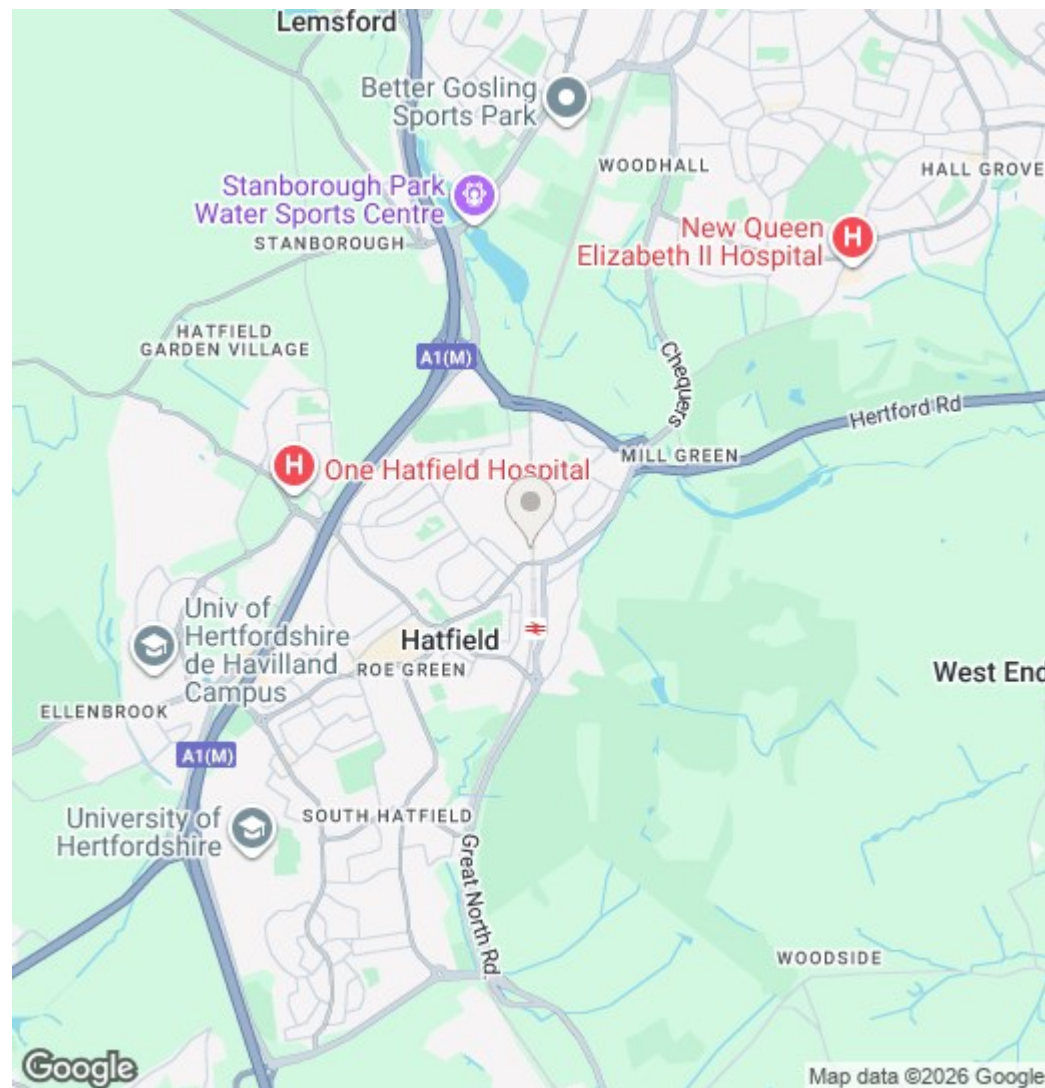 Lemsford
Better Gosling
Sports Park
WOODHALL
HALL GROVE
Stanborough Park
Water Sports Centre
STANBOROUGH
New Queen
Elizabeth II Hospital
H
HATFIELD
GARDEN VILLAGE
A1(M)
Chequers
Hertford Rd
MILL GREEN
H
One Hatfield Hospital
Univ of
Hertfordshire
de Havilland
Campus
Hatfield
ROE GREEN
West End
ELLENBROOK
A1(M)
University of
Hertfordshire
SOUTH HATFIELD
Great North Rd
WOODSIDE
Google
Map data ©2026 Google